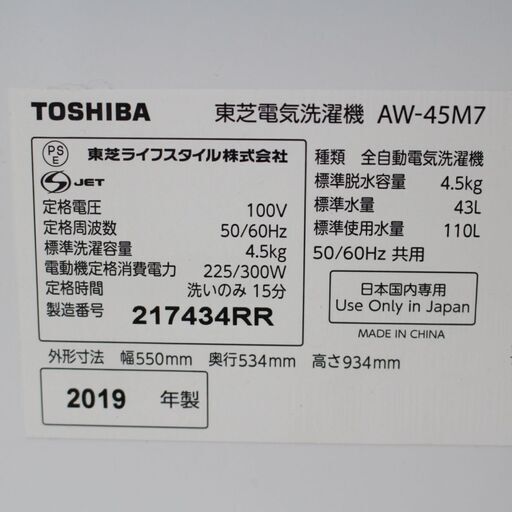 TOSHIBA 東芝電気洗濯機 AW-45M7
PS E 東芝ライフスタイル株式会社
S JET
定格電圧 100V
定格周波数 50/60Hz
標準洗濯容量 4.5kg
電動機定格消費電力 225/300W
定格時間 洗いのみ 15分
製造番号 217434RR
種類 全自動電気洗濯機
標準脱水容量 4.5kg
標準水量 43L
標準使用水量 110L
50/60Hz 共用
日本国内専用
Use Only in Japan
MADE IN CHINA
外形寸法 幅550mm 奥行534mm 高さ934mm
2019 年製